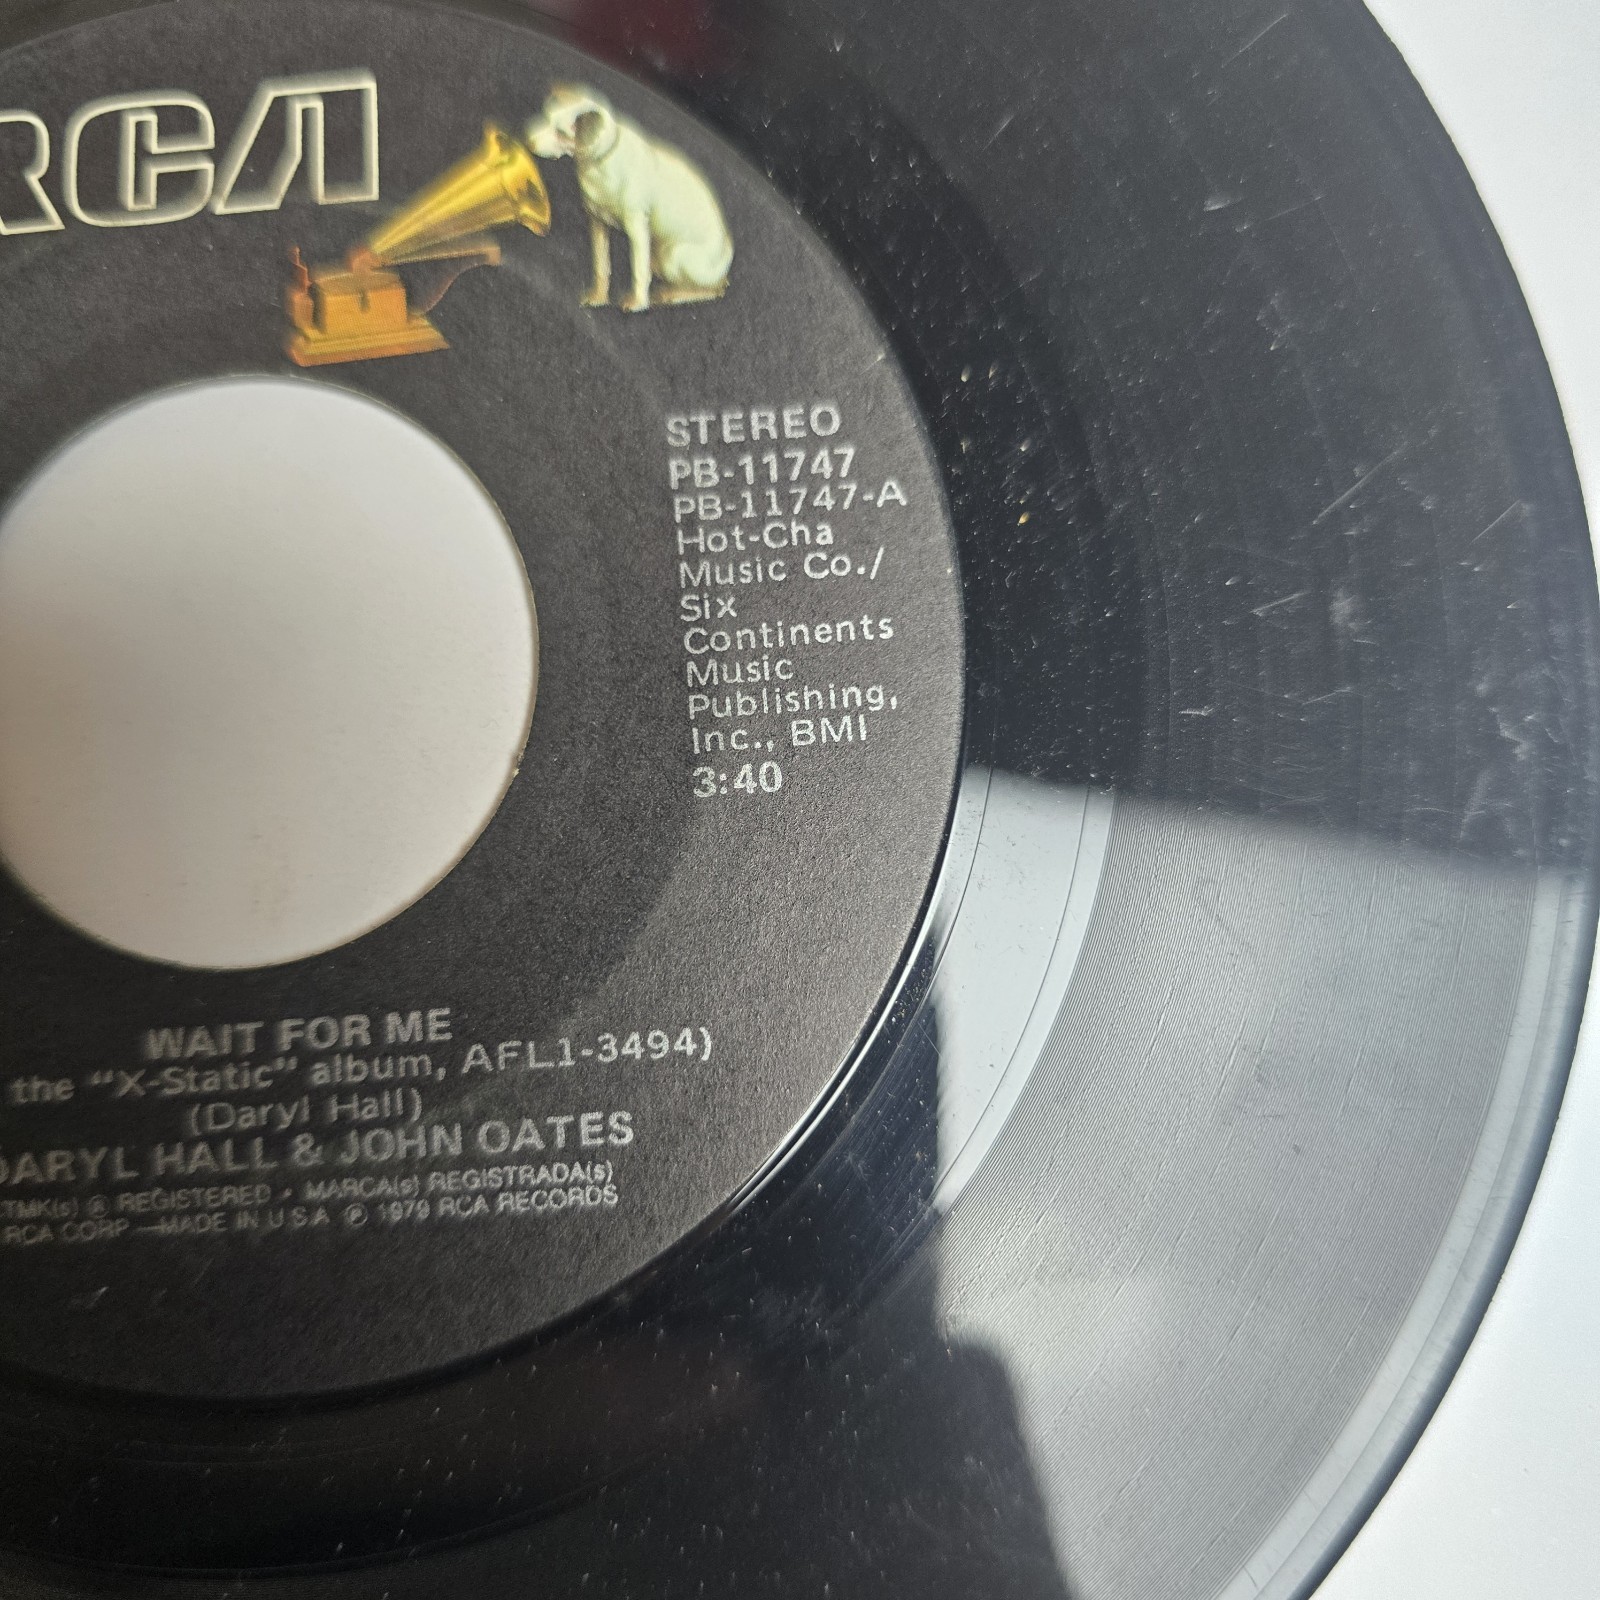 RCA
STEREO
PB-11747
PB-11747-A
Hot-Cha
Music Co./
Six
Continents
Music
Publishing,
Inc., BMI
3:40
WAIT FOR ME
the "X-Static" album, AFL1-3494)
(Daryl Hall)
DARYL HALL & JOHN OATES
TMK(s) ® REGISTERED • MARCA(s) REGISTRADA(s)
RCA CORP —MADE IN U S A ℗ 1979 RCA RECORDS